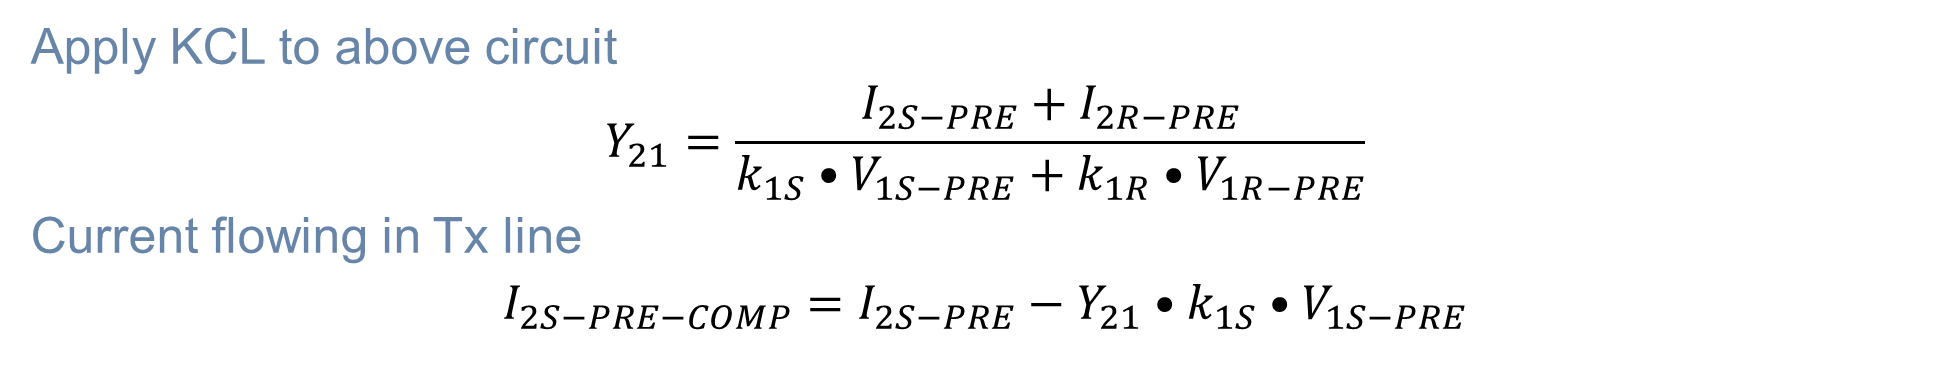 Apply KCL to above circuit
Y₂₁ = (I₂S₋PRE + I₂R₋PRE) / (k₁S • V₁S₋PRE + k₁R • V₁R₋PRE)
Current flowing in Tx line
I₂S₋PRE₋COMP = I₂S₋PRE − Y₂₁ • k₁S • V₁S₋PRE